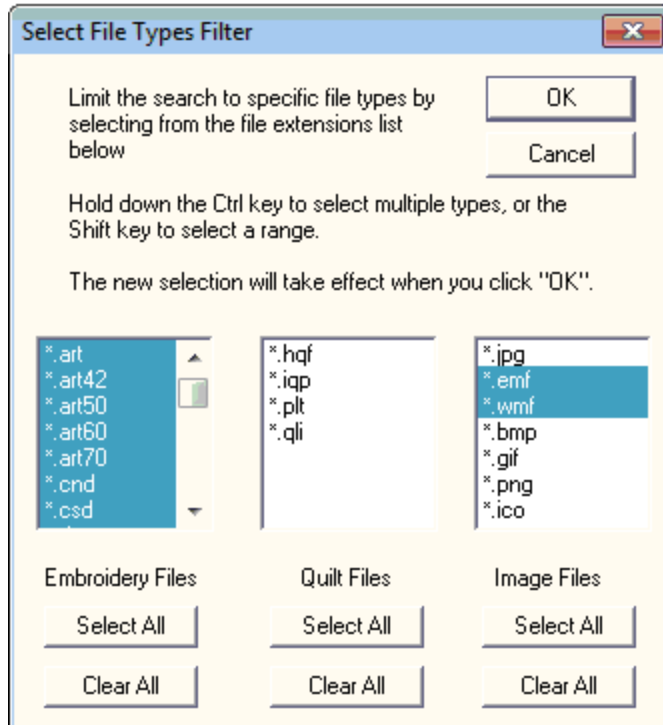 Select File Types Filter
Limit the search to specific file types by
selecting from the file extensions list
below
OK
Cancel
Hold down the Ctrl key to select multiple types, or the
Shift key to select a range.
The new selection will take effect when you click "OK".
*.art
*.art42
*.art50
*.art60
*.art70
*.cnd
*.csd
*.hqf
*.iqp
*.plt
*.qli
*.jpg
*.emf
*.wmf
*.bmp
*.gif
*.png
*.ico
Embroidery Files
Quilt Files
Image Files
Select All
Select All
Select All
Clear All
Clear All
Clear All